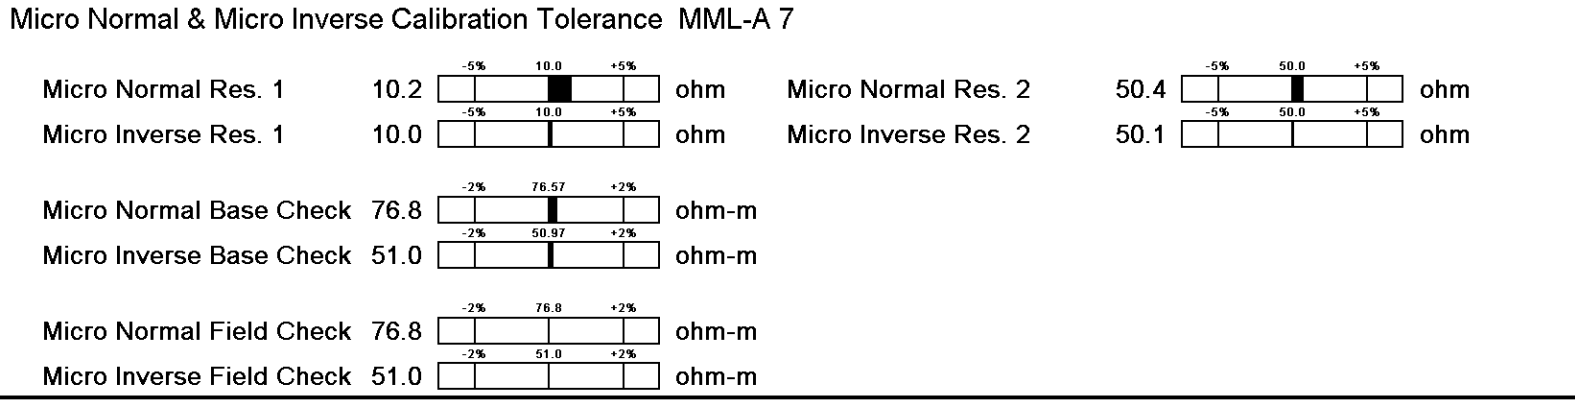 Micro Normal & Micro Inverse Calibration Tolerance MML-A 7
-5% 10.0 +5% -5% 50.0 +5%
Micro Normal Res. 1 10.2 ohm Micro Normal Res. 2 50.4 ohm
-5% 10.0 +5% -5% 50.0 +5%
Micro Inverse Res. 1 10.0 ohm Micro Inverse Res. 2 50.1 ohm
-2% 76.57 +2%
Micro Normal Base Check 76.8 ohm-m
-2% 50.97 +2%
Micro Inverse Base Check 51.0 ohm-m
-2% 76.8 +2%
Micro Normal Field Check 76.8 ohm-m
-2% 51.0 +2%
Micro Inverse Field Check 51.0 ohm-m